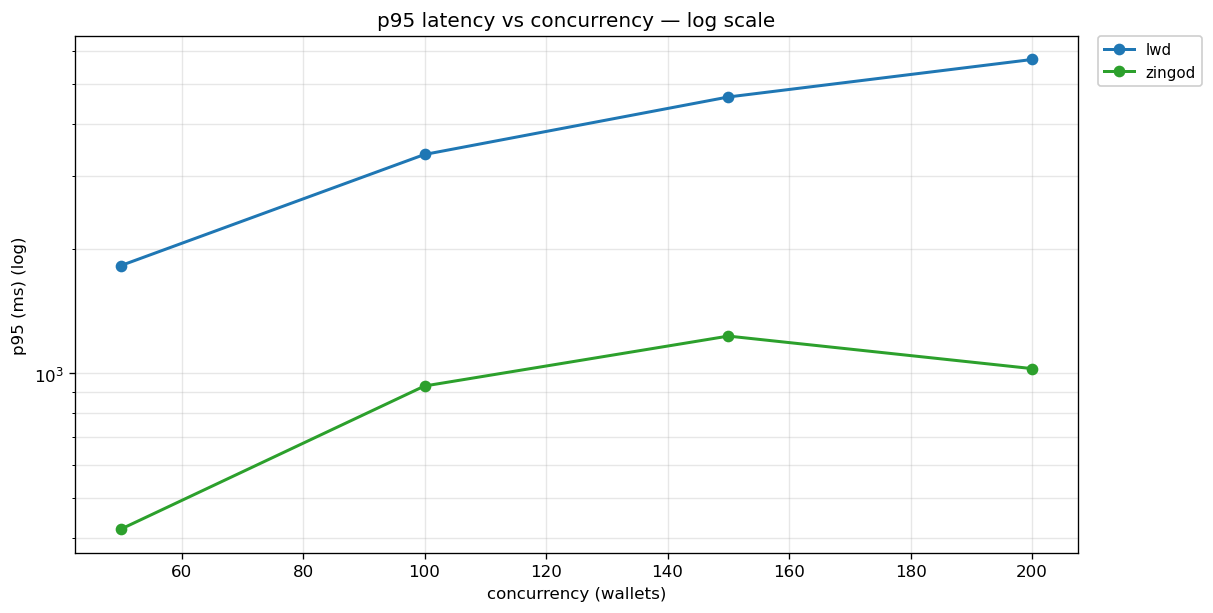 p95 latency vs concurrency — log scale
lwd
zingod
p95 (ms) (log)
10³
60 80 100 120 140 160 180 200
concurrency (wallets)